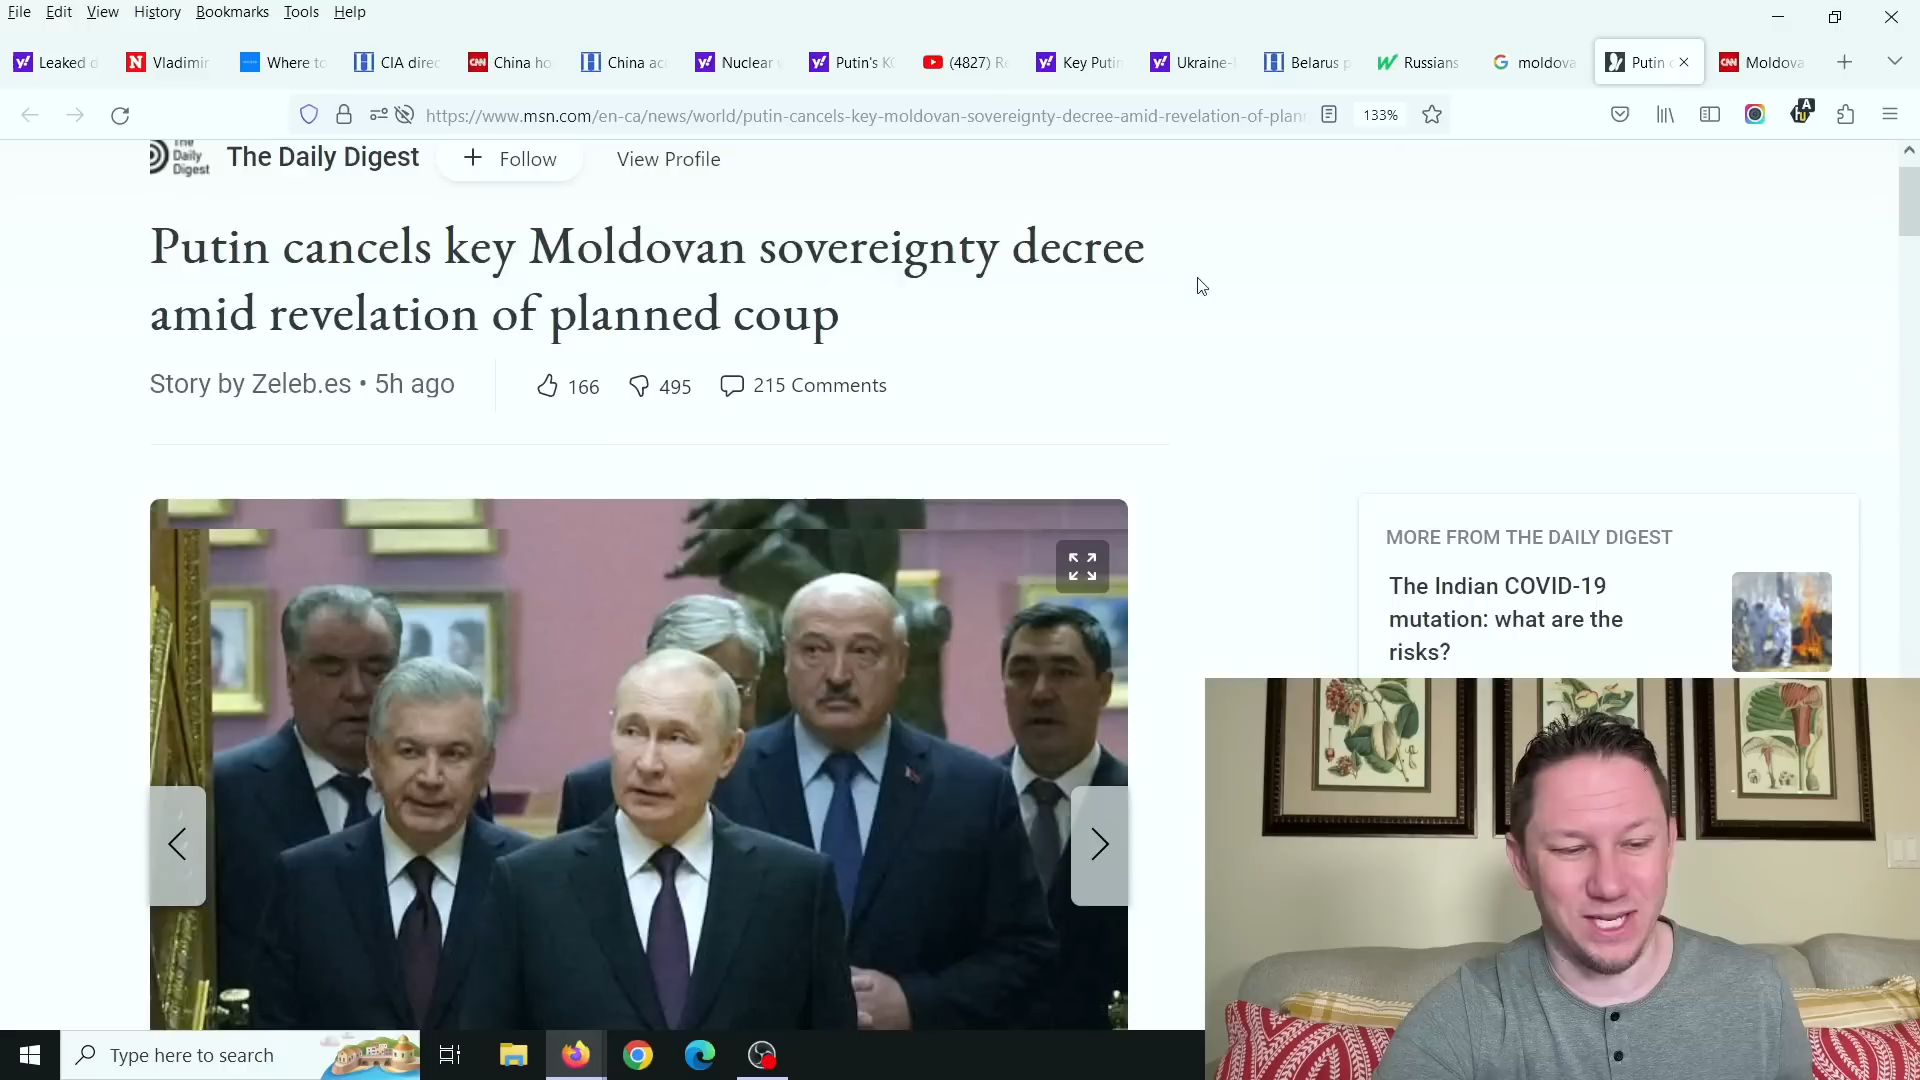 File Edit View History Bookmarks Tools Help
Leaked d
Vladimir
Where to
CIA direc
China ho
China ac
Nuclear
Putin's K
(4827) R
Key Putin
Ukraine-
Belarus p
Russians
moldova
Putin c
Moldova
https://www.msn.com/en-ca/news/world/putin-cancels-key-moldovan-sovereignty-decree-amid-revelation-of-plann
133%
The Daily Digest
The Daily Digest
Follow
View Profile
Putin cancels key Moldovan sovereignty decree
amid revelation of planned coup
Story by Zeleb.es • 5h ago
166
495
215 Comments
MORE FROM THE DAILY DIGEST
The Indian COVID-19
mutation: what are the
risks?
Type here to search